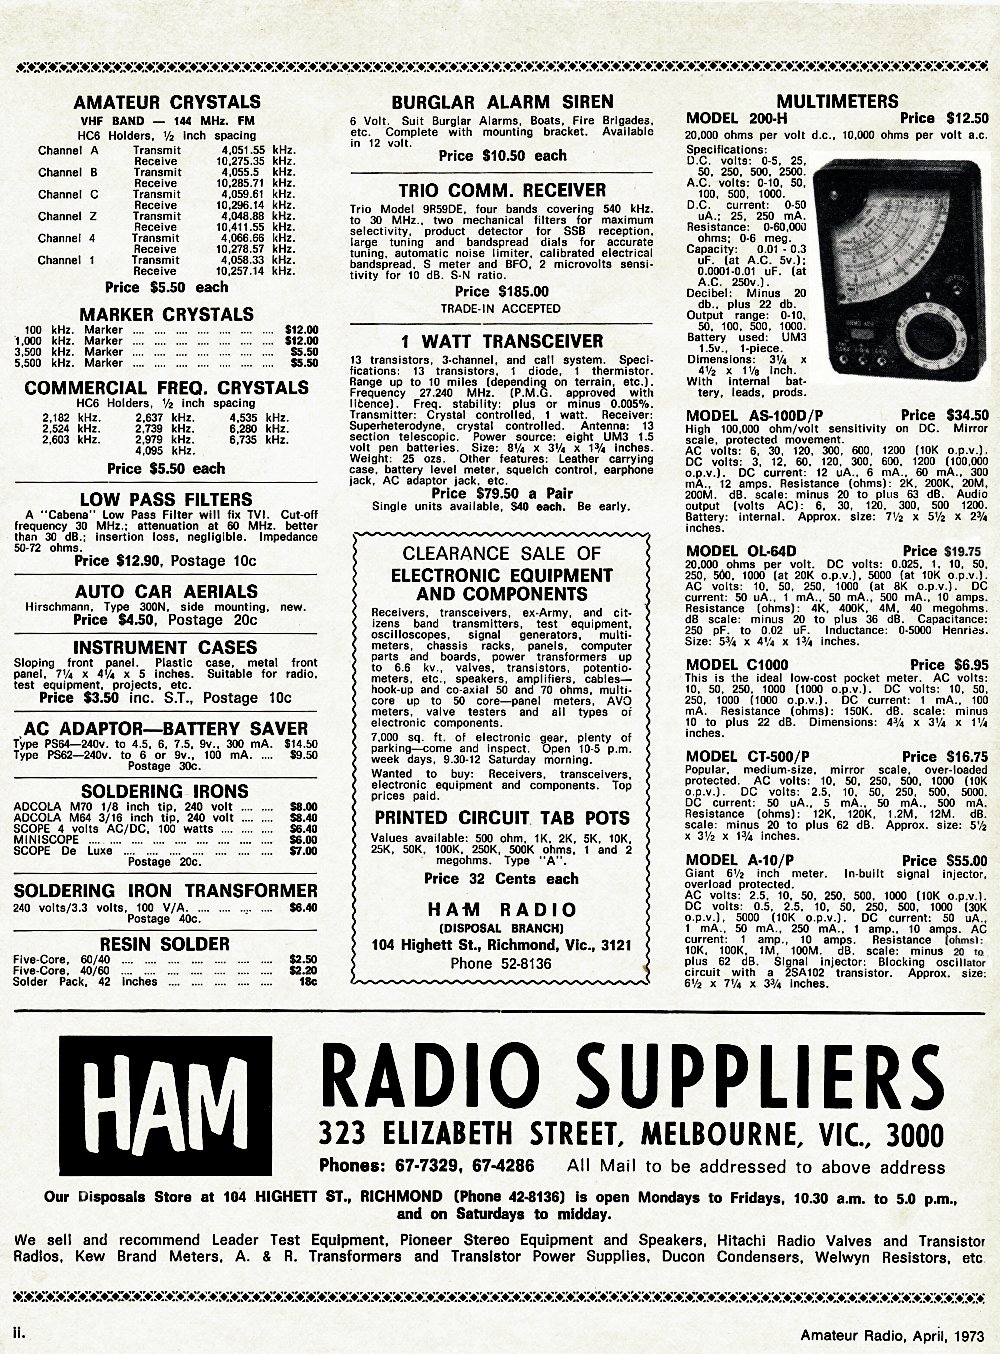 AMATEUR CRYSTALS
VHF BAND — 144 MHz. FM
HC6 Holders, ½ inch spacing
Channel A Transmit 4,051.55 kHz.
Receive 10,275.35 kHz.
Channel B Transmit 4,055.5 kHz.
Receive 10,285.71 kHz.
Channel C Transmit 4,059.61 kHz.
Receive 10,296.14 kHz.
Channel Z Transmit 4,048.88 kHz.
Receive 10,411.55 kHz.
Channel 4 Transmit 4,066.66 kHz.
Receive 10,278.57 kHz.
Channel 1 Transmit 4,058.33 kHz.
Receive 10,257.14 kHz.
Price $5.50 each
MARKER CRYSTALS
100 kHz. Marker .... .... .... .... .... .... .... $12.00
1,000 kHz. Marker .... .... .... .... .... .... .... $12.00
3,500 kHz. Marker .... .... .... .... .... .... .... $5.50
5,500 kHz. Marker .... .... .... .... .... .... .... $5.50
COMMERCIAL FREQ. CRYSTALS
HC6 Holders, ½ inch spacing
2,182 kHz. 2,637 kHz. 4,535 kHz.
2,524 kHz. 2,739 kHz. 6,280 kHz.
2,603 kHz. 2,979 kHz. 6,735 kHz.
4,095 kHz.
Price $5.50 each
LOW PASS FILTERS
A "Cabena" Low Pass Filter will fix TVI. Cut-off
frequency 30 MHz.; attenuation at 60 MHz. better
than 30 dB.; insertion loss, negligible. Impedance
50-72 ohms.
Price $12.90, Postage 10c
AUTO CAR AERIALS
Hirschmann, Type 300N, side mounting, new.
Price $4.50, Postage 20c
INSTRUMENT CASES
Sloping front panel. Plastic case, metal front
panel, 7¼ x 4¼ x 5 inches. Suitable for radio,
test equipment, projects, etc.
Price $3.50 inc. S.T., Postage 10c
AC ADAPTOR—BATTERY SAVER
Type PS64—240v. to 4.5, 6, 7.5, 9v., 300 mA. $14.50
Type PS62—240v. to 6 or 9v., 100 mA. .... $9.50
Postage 30c.
SOLDERING IRONS
ADCOLA M70 1/8 inch tip, 240 volt .... .... $8.00
ADCOLA M64 3/16 inch tip, 240 volt .... .... $8.40
SCOPE 4 volts AC/DC, 100 watts .... .... .... $6.40
MINISCOPE .... .... .... .... .... .... .... .... .... $6.00
SCOPE De Luxe .... .... .... .... .... .... .... $7.00
Postage 20c.
SOLDERING IRON TRANSFORMER
240 volts/3.3 volts, 100 V/A. .... .... .... .... $6.40
Postage 40c.
RESIN SOLDER
Five-Core, 60/40 .... .... .... .... .... .... .... $2.50
Five-Core, 40/60 .... .... .... .... .... .... .... $2.20
Solder Pack, 42 inches .... .... .... .... .... 18c
BURGLAR ALARM SIREN
6 Volt. Suit Burglar Alarms, Boats, Fire Brigades,
etc. Complete with mounting bracket. Available
in 12 volt.
Price $10.50 each
TRIO COMM. RECEIVER
Trio Model 9R59DE, four bands covering 540 kHz.
to 30 MHz., two mechanical filters for maximum
selectivity, product detector for SSB reception,
large tuning and bandspread dials for accurate
tuning, automatic noise limiter, calibrated electrical
bandspread, S meter and BFO, 2 microvolts sensi-
tivity for 10 dB. S-N ratio.
Price $185.00
TRADE-IN ACCEPTED
1 WATT TRANSCEIVER
13 transistors, 3-channel, and call system. Speci-
fications: 13 transistors, 1 diode, 1 thermistor.
Range up to 10 miles (depending on terrain, etc.).
Frequency 27.240 MHz. (P.M.G. approved with
licence). Freq. stability: plus or minus 0.005%.
Transmitter: Crystal controlled, 1 watt. Receiver:
Superheterodyne, crystal controlled. Antenna: 13
section telescopic. Power source: eight UM3 1.5
volt pen batteries. Size: 8¼ x 3¼ x 1¾ inches.
Weight: 25 ozs. Other features: Leather carrying
case, battery level meter, squelch control, earphone
jack, AC adaptor jack, etc.
Price $79.50 a Pair
Single units available, $40 each. Be early.
CLEARANCE SALE OF
ELECTRONIC EQUIPMENT
AND COMPONENTS
Receivers, transceivers, ex-Army, and cit-
izens band transmitters, test equipment,
oscilloscopes, signal generators, multi-
meters, chassis racks, panels, computer
parts and boards, power transformers up
to 6.6 kv., valves, transistors, potentio-
meters, etc., speakers, amplifiers, cables—
hook-up and co-axial 50 and 70 ohms, multi-
core up to 50 core—panel meters, AVO
meters, valve testers and all types of
electronic components.
7,000 sq. ft. of electronic gear, plenty of
parking—come and inspect. Open 10-5 p.m.
week days, 9.30-12 Saturday morning.
Wanted to buy: Receivers, transceivers,
electronic equipment and components. Top
prices paid.
PRINTED CIRCUIT TAB POTS
Values available: 500 ohm, 1K, 2K, 5K, 10K,
25K, 50K, 100K, 250K, 500K ohms, 1 and 2
megohms. Type "A".
Price 32 Cents each
HAM RADIO
(DISPOSAL BRANCH)
104 Highett St., Richmond, Vic., 3121
Phone 52-8136
MULTIMETERS
MODEL 200-H Price $12.50
20,000 ohms per volt d.c., 10,000 ohms per volt a.c.
Specifications:
D.C. volts: 0-5, 25,
50, 250, 500, 2500.
A.C. volts: 0-10, 50,
100, 500, 1000.
D.C. current: 0-50
uA.; 25, 250 mA.
Resistance: 0-60,000
ohms; 0-6 meg.
Capacity: 0.01 - 0.3
uF. (at A.C. 5v.);
0.0001-0.01 uF. (at
A.C. 250v.).
Decibel: Minus 20
db., plus 22 db.
Output range: 0-10,
50, 100, 500, 1000.
Battery used: UM3
1.5v., 1-piece.
Dimensions: 3¼ x
4½ x 1⅛ inch.
With internal bat-
tery, leads, prods.
MODEL AS-100D/P Price $34.50
High 100,000 ohm/volt sensitivity on DC. Mirror
scale, protected movement.
AC volts: 6, 30, 120, 300, 600, 1200 (10K o.p.v.).
DC volts: 3, 12, 60, 120, 300, 600, 1200 (100,000
o.p.v.). DC current: 12 uA., 6 mA., 60 mA., 300
mA., 12 amps. Resistance (ohms): 2K, 200K, 20M,
200M. dB. scale: minus 20 to plus 63 dB. Audio
output (volts AC): 6, 30, 120, 300, 500 1200.
Battery: internal. Approx. size: 7½ x 5½ x 2¾
inches.
MODEL OL-64D Price $19.75
20,000 ohms per volt. DC volts: 0.025, 1, 10, 50,
250, 500, 1000 (at 20K o.p.v.), 5000 (at 10K o.p.v.).
AC volts: 10, 50, 250, 1000 (at 8K o.p.v.). DC
current: 50 uA., 1 mA., 50 mA., 500 mA., 10 amps.
Resistance (ohms): 4K, 400K, 4M, 40 megohms.
dB scale: minus 20 to plus 36 dB. Capacitance:
250 pF. to 0.02 uF. Inductance: 0-5000 Henries.
Size: 5¾ x 4¼ x 1¾ inches.
MODEL C1000 Price $6.95
This is the ideal low-cost pocket meter. AC volts:
10, 50, 250, 1000 (1000 o.p.v.). DC volts: 10, 50,
250, 1000 (1000 o.p.v.). DC current: 1 mA., 100
mA. Resistance (ohms): 150K. dB. scale: minus
10 to plus 22 dB. Dimensions: 4¾ x 3¼ x 1¼
inches.
MODEL CT-500/P Price $16.75
Popular, medium-size, mirror scale, over-loaded
protected. AC volts: 10, 50, 250, 500, 1000 (10K
o.p.v.). DC volts: 2.5, 10, 50, 250, 500, 5000.
DC current: 50 uA., 5 mA., 50 mA., 500 mA.
Resistance (ohms): 12K, 120K, 1.2M, 12M. dB.
scale: minus 20 to plus 62 dB. Approx. size: 5½
x 3½ x 1¾ inches.
MODEL A-10/P Price $55.00
Giant 6½ inch meter. In-built signal injector,
overload protected.
AC volts: 2.5, 10, 50, 250, 500, 1000 (10K o.p.v.).
DC volts: 0.5, 2.5, 10, 50, 250, 500, 1000 (30K
o.p.v.), 5000 (10K o.p.v.). DC current: 50 uA.,
1 mA., 50 mA., 250 mA., 1 amp., 10 amps. AC
current: 1 amp., 10 amps. Resistance (ohms):
10K, 100K, 1M, 100M. dB. scale: minus 20 to
plus 62 dB. Signal injector: Blocking oscillator
circuit with a 2SA102 transistor. Approx. size:
6½ x 7¼ x 3¾ inches.
HAM
RADIO SUPPLIERS
323 ELIZABETH STREET, MELBOURNE, VIC., 3000
Phones: 67-7329, 67-4286 All Mail to be addressed to above address
Our Disposals Store at 104 HIGHETT ST., RICHMOND (Phone 42-8136) is open Mondays to Fridays, 10.30 a.m. to 5.0 p.m.,
and on Saturdays to midday.
We sell and recommend Leader Test Equipment, Pioneer Stereo Equipment and Speakers, Hitachi Radio Valves and Transistor
Radios, Kew Brand Meters, A. & R. Transformers and Transistor Power Supplies, Ducon Condensers, Welwyn Resistors, etc
ii.
Amateur Radio, April, 1973